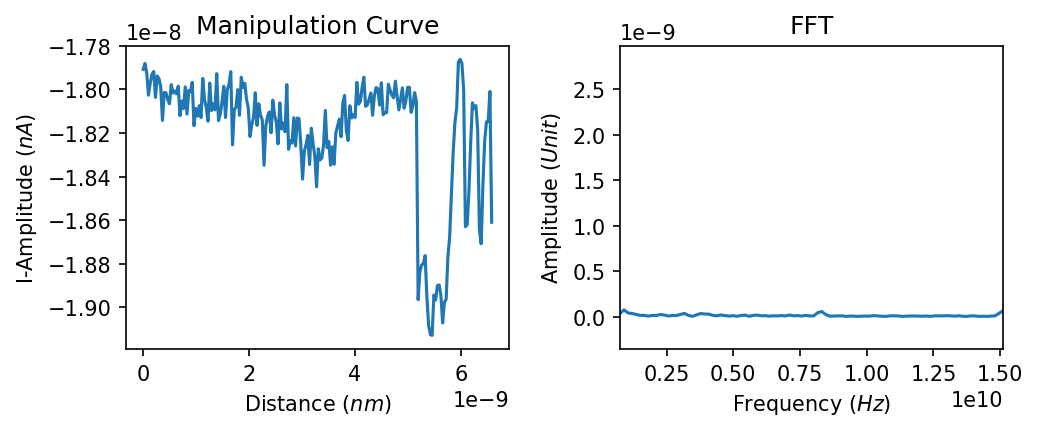 Manipulation Curve
1e−8
−1.78
−1.80
−1.82
−1.84
−1.86
−1.88
−1.90
I-Amplitude (nA)
0 2 4 6
1e−9
Distance (nm)
FFT
1e−9
2.5
2.0
1.5
1.0
0.5
0.0
Amplitude (Unit)
0.25 0.50 0.75 1.00 1.25 1.50
1e10
Frequency (Hz)